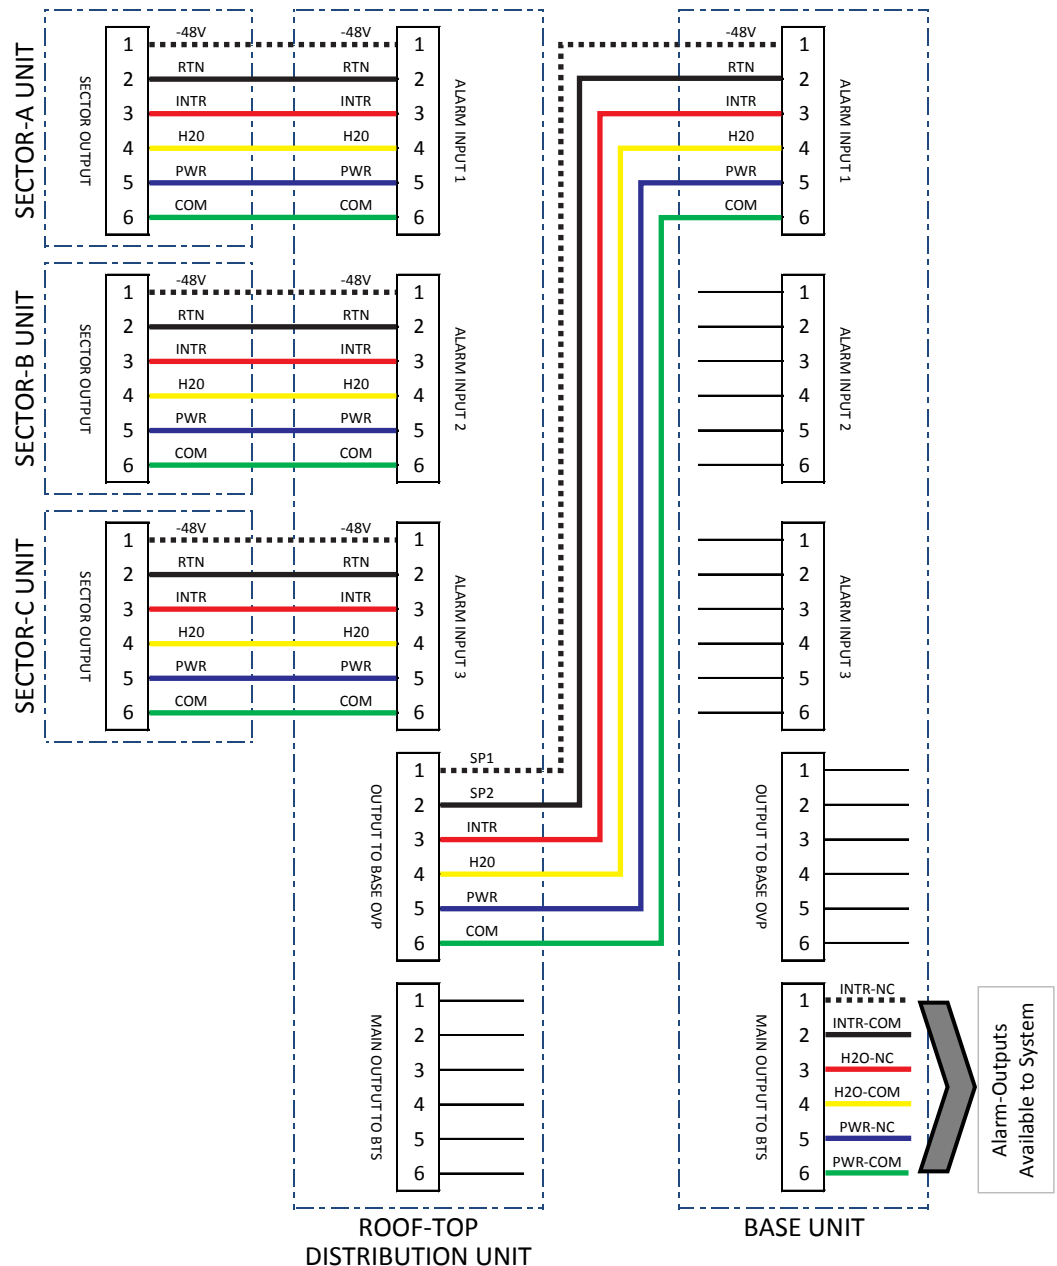 SECTOR-A UNIT
SECTOR OUTPUT
1 -48V -48V 1
2 RTN RTN 2
3 INTR INTR 3
4 H20 H20 4
5 PWR PWR 5
6 COM COM 6
ALARM INPUT 1
-48V 1
RTN 2
INTR 3
H20 4
PWR 5
COM 6
ALARM INPUT 1
SECTOR-B UNIT
SECTOR OUTPUT
1 -48V -48V 1
2 RTN RTN 2
3 INTR INTR 3
4 H20 H20 4
5 PWR PWR 5
6 COM COM 6
ALARM INPUT 2
1
2
3
4
5
6
ALARM INPUT 2
SECTOR-C UNIT
SECTOR OUTPUT
1 -48V -48V 1
2 RTN RTN 2
3 INTR INTR 3
4 H20 H20 4
5 PWR PWR 5
6 COM COM 6
ALARM INPUT 3
1
2
3
4
5
6
ALARM INPUT 3
OUTPUT TO BASE OVP
1 SP1
2 SP2
3 INTR
4 H20
5 PWR
6 COM
OUTPUT TO BASE OVP
1
2
3
4
5
6
MAIN OUTPUT TO BTS
1
2
3
4
5
6
MAIN OUTPUT TO BTS
1 INTR-NC
2 INTR-COM
3 H2O-NC
4 H2O-COM
5 PWR-NC
6 PWR-COM
Alarm-Outputs
Available to System
ROOF-TOP
DISTRIBUTION UNIT
BASE UNIT